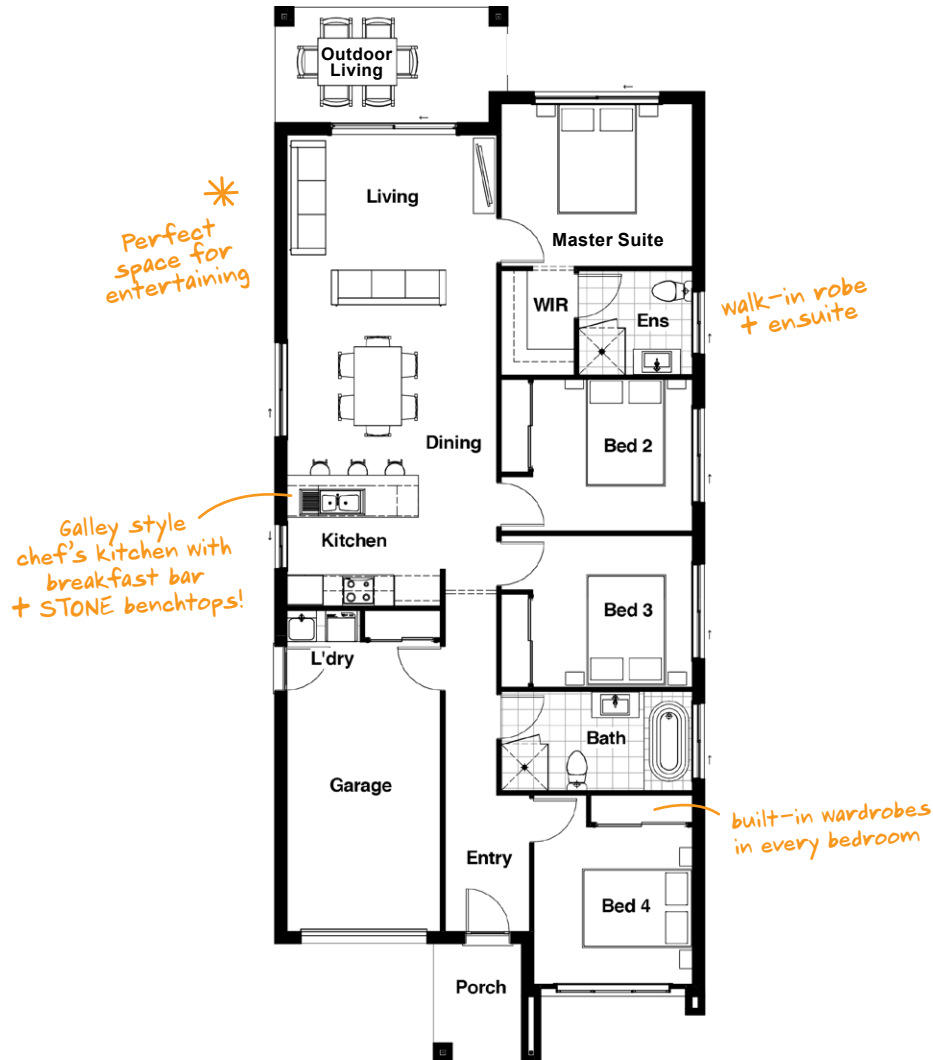 Outdoor
Living
Living
Perfect
space for
entertaining
Master Suite
WIR
Ens
walk-in robe
+ ensuite
Bed 2
Dining
Galley style
chef's kitchen with
breakfast bar
+ STONE benchtops!
Kitchen
Bed 3
L'dry
Bath
Garage
built-in wardrobes
in every bedroom
Entry
Bed 4
Porch